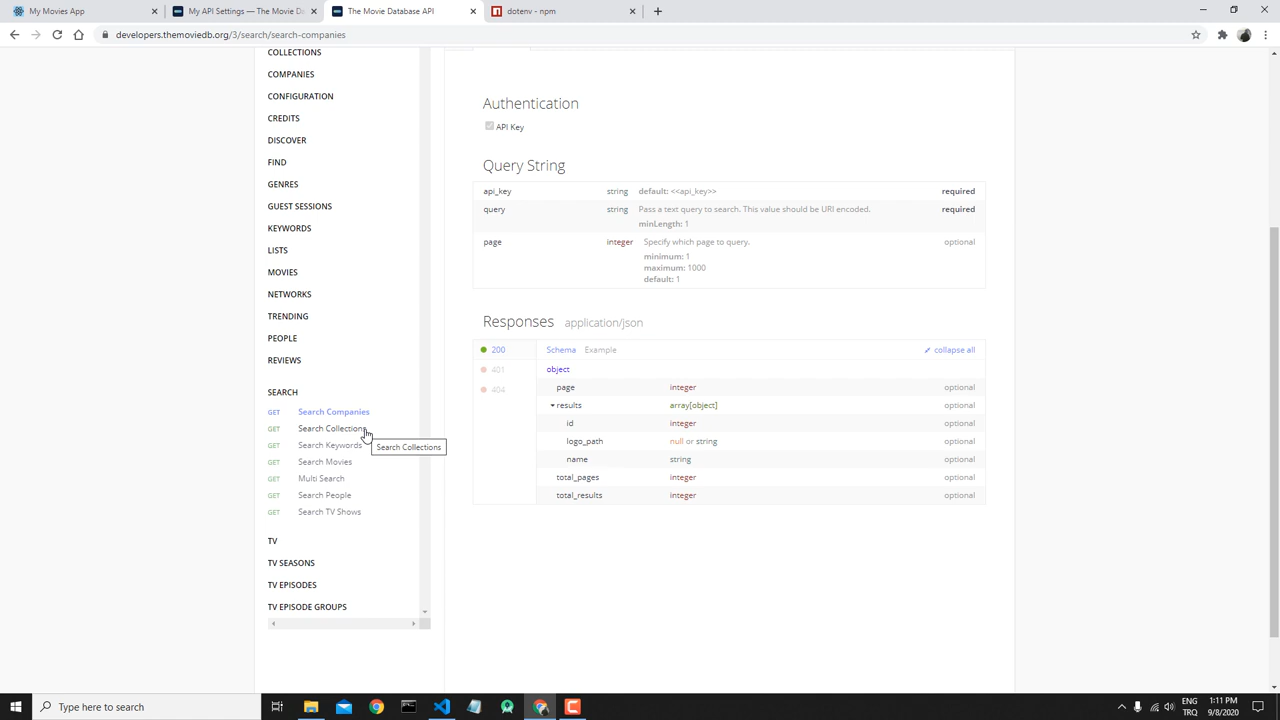 My Movies App
My API Settings — The Movie Da
The Movie Database API
dotenv - npm
developers.themoviedb.org/3/search/search-companies
COLLECTIONS
COMPANIES
CONFIGURATION
CREDITS
DISCOVER
FIND
GENRES
GUEST SESSIONS
KEYWORDS
LISTS
MOVIES
NETWORKS
TRENDING
PEOPLE
REVIEWS
SEARCH
GET Search Companies
GET Search Collections
GET Search Keywords
GET Search Movies
GET Multi Search
GET Search People
GET Search TV Shows
Search Collections
TV
TV SEASONS
TV EPISODES
TV EPISODE GROUPS
Authentication
API Key
Query String
api_key string default: <<api_key>> required
query string Pass a text query to search. This value should be URI encoded. required
minLength: 1
page integer Specify which page to query. optional
minimum: 1
maximum: 1000
default: 1
Responses application/json
200 Schema Example collapse all
401
404
object
page integer optional
results array[object] optional
id integer optional
logo_path null or string optional
name string optional
total_pages integer optional
total_results integer optional
Type here to search
ENG
TRQ
1:11 PM
9/8/2020